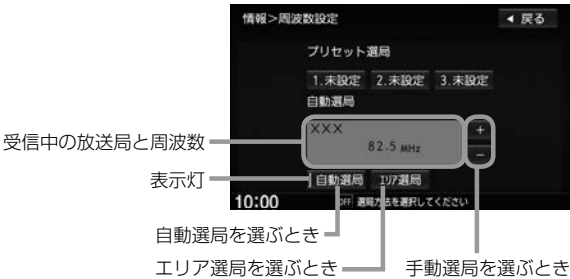 情報>周波数設定
◀ 戻る
プリセット選局
1.未設定 2.未設定 3.未設定
自動選局
XXX
82.5 MHz
+
−
受信中の放送局と周波数
表示灯
自動選局 エリア選局
10:00 OFF 選局方法を選択してください
自動選局を選ぶとき
エリア選局を選ぶとき
手動選局を選ぶとき